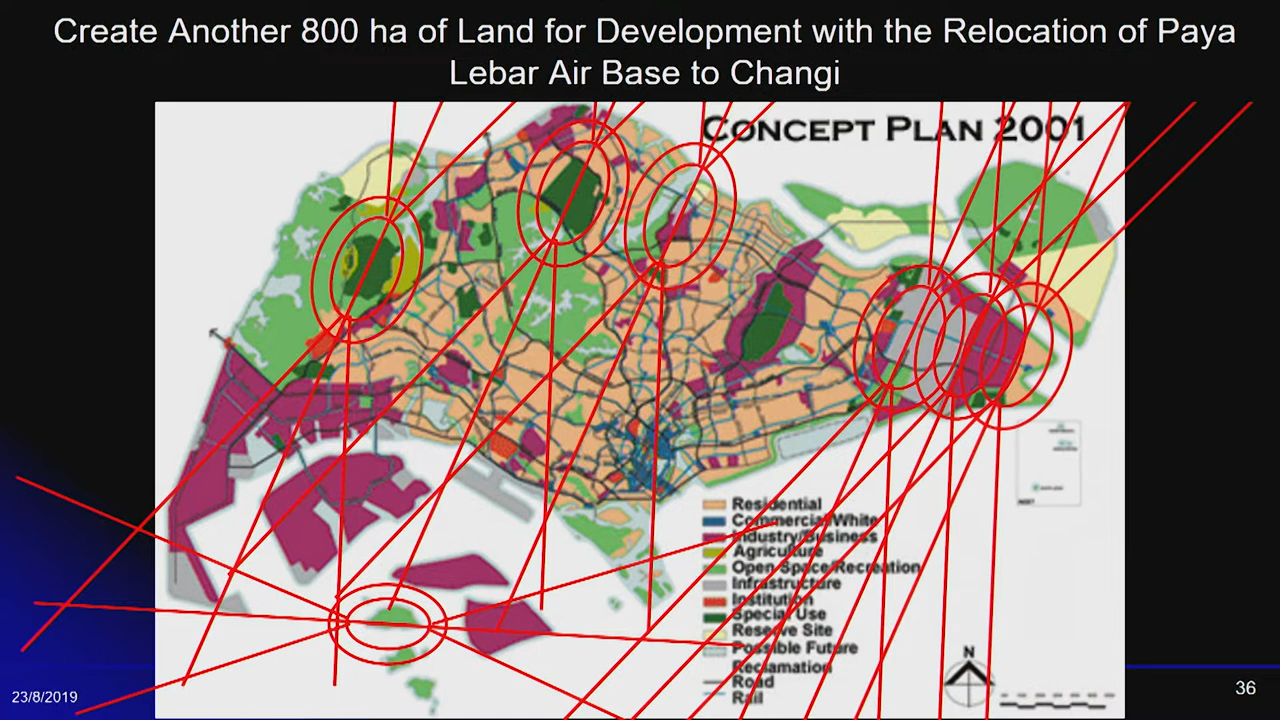 Create Another 800 ha of Land for Development with the Relocation of Paya
Lebar Air Base to Changi
CONCEPT PLAN 2001
Residential
Commercial/White
Industry/Business
Agriculture
Open Space/Recreation
Infrastructure
Institution
Special Use
Reserve Site
Possible Future
Reclamation
Road
Rail
N
23/8/2019
36